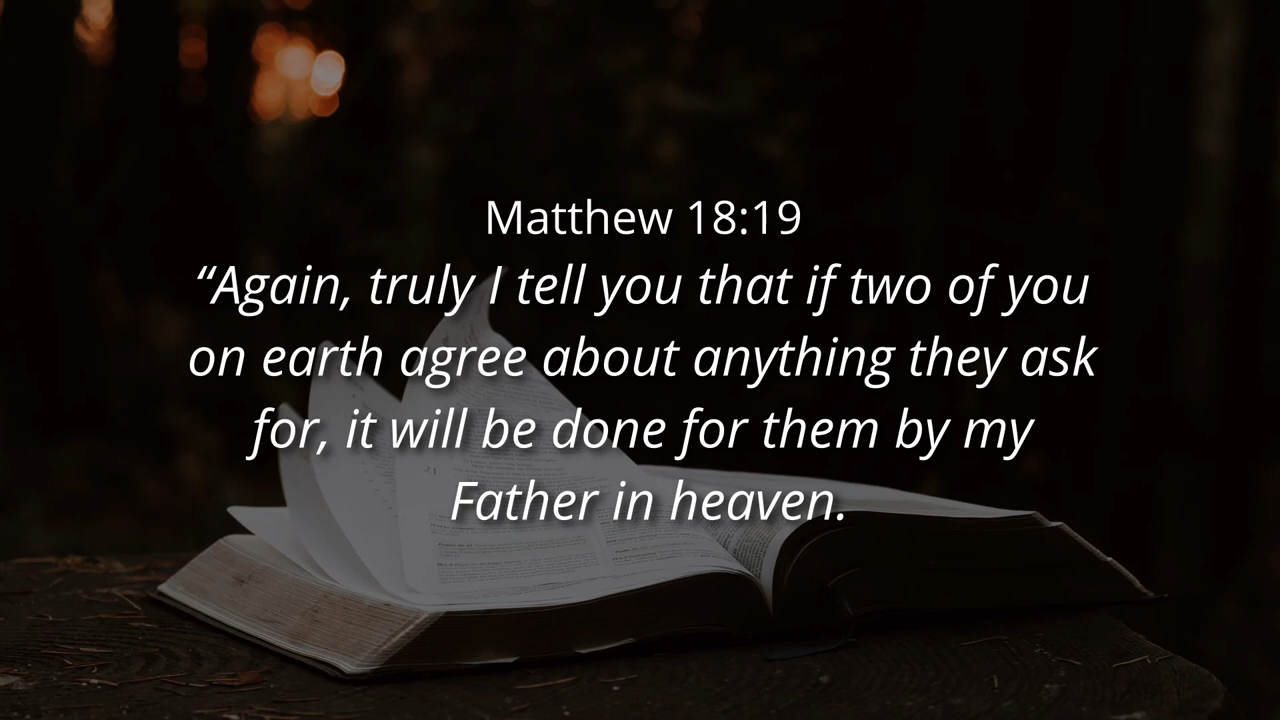 Matthew 18:19
“Again, truly I tell you that if two of you
on earth agree about anything they ask
for, it will be done for them by my
Father in heaven.